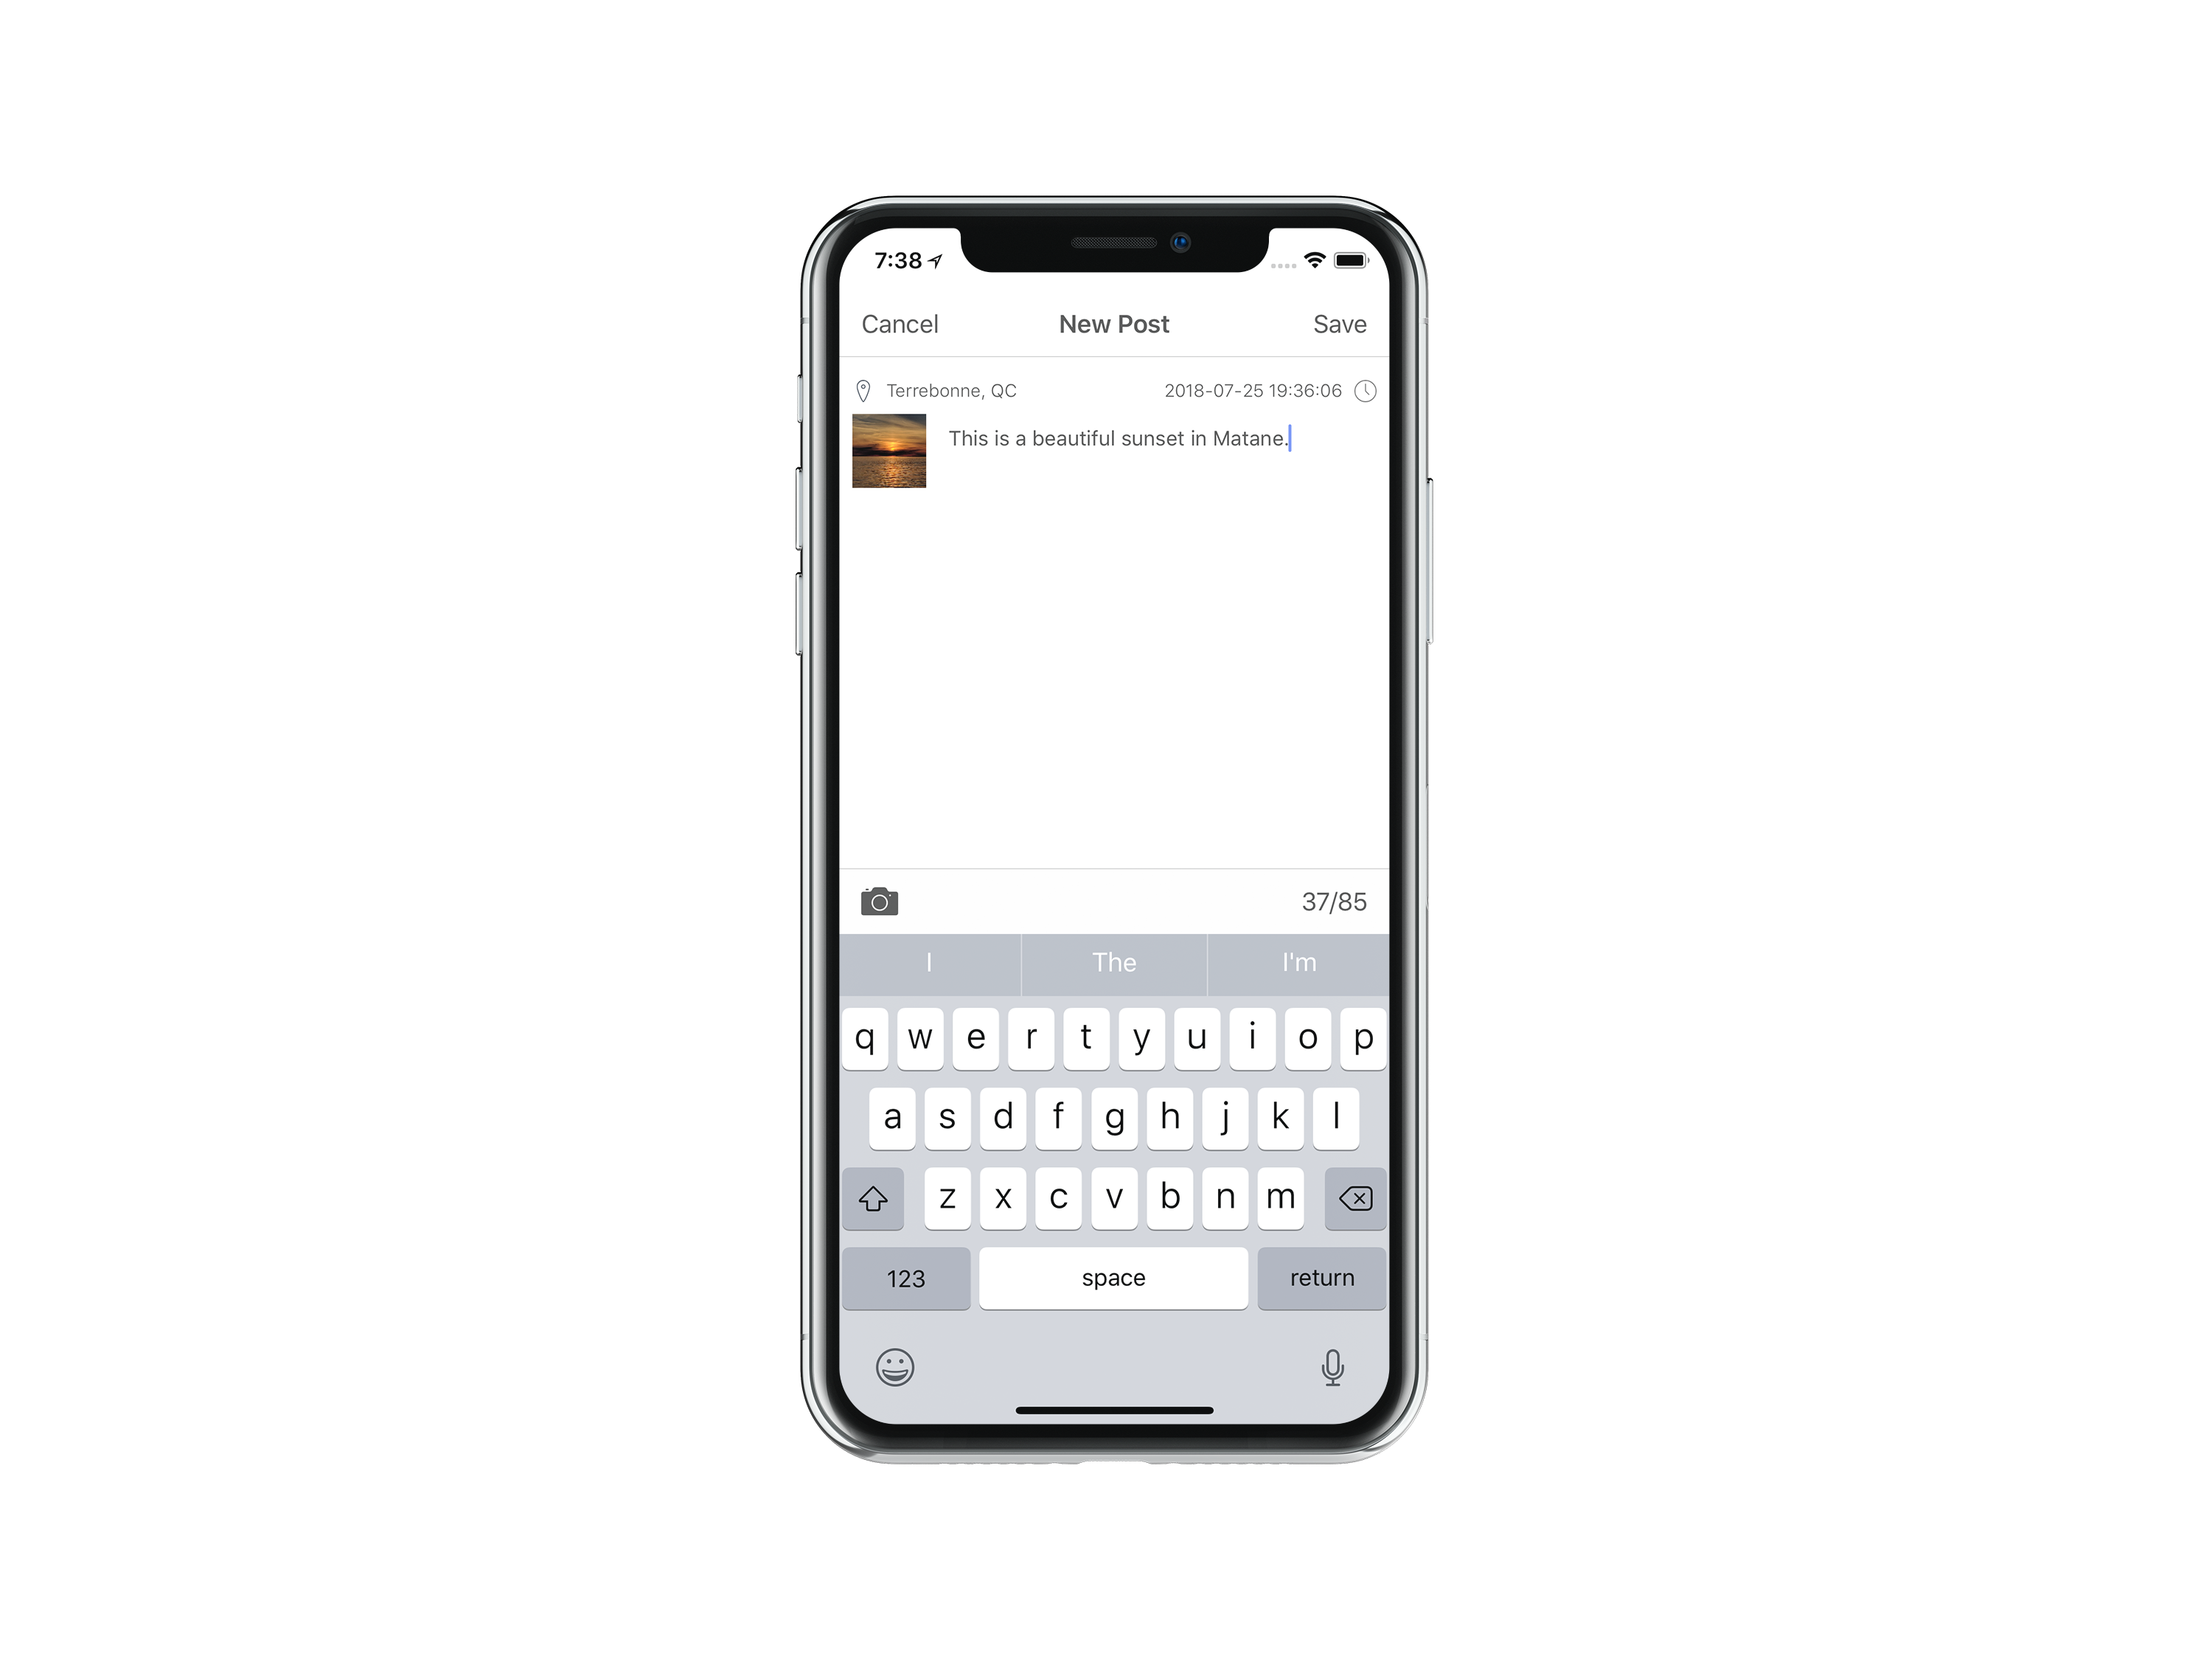 7:38
Cancel New Post Save
Terrebonne, QC 2018-07-25 19:36:06
This is a beautiful sunset in Matane.
37/85
I The I'm
q w e r t y u i o p
a s d f g h j k l
z x c v b n m
123 space return